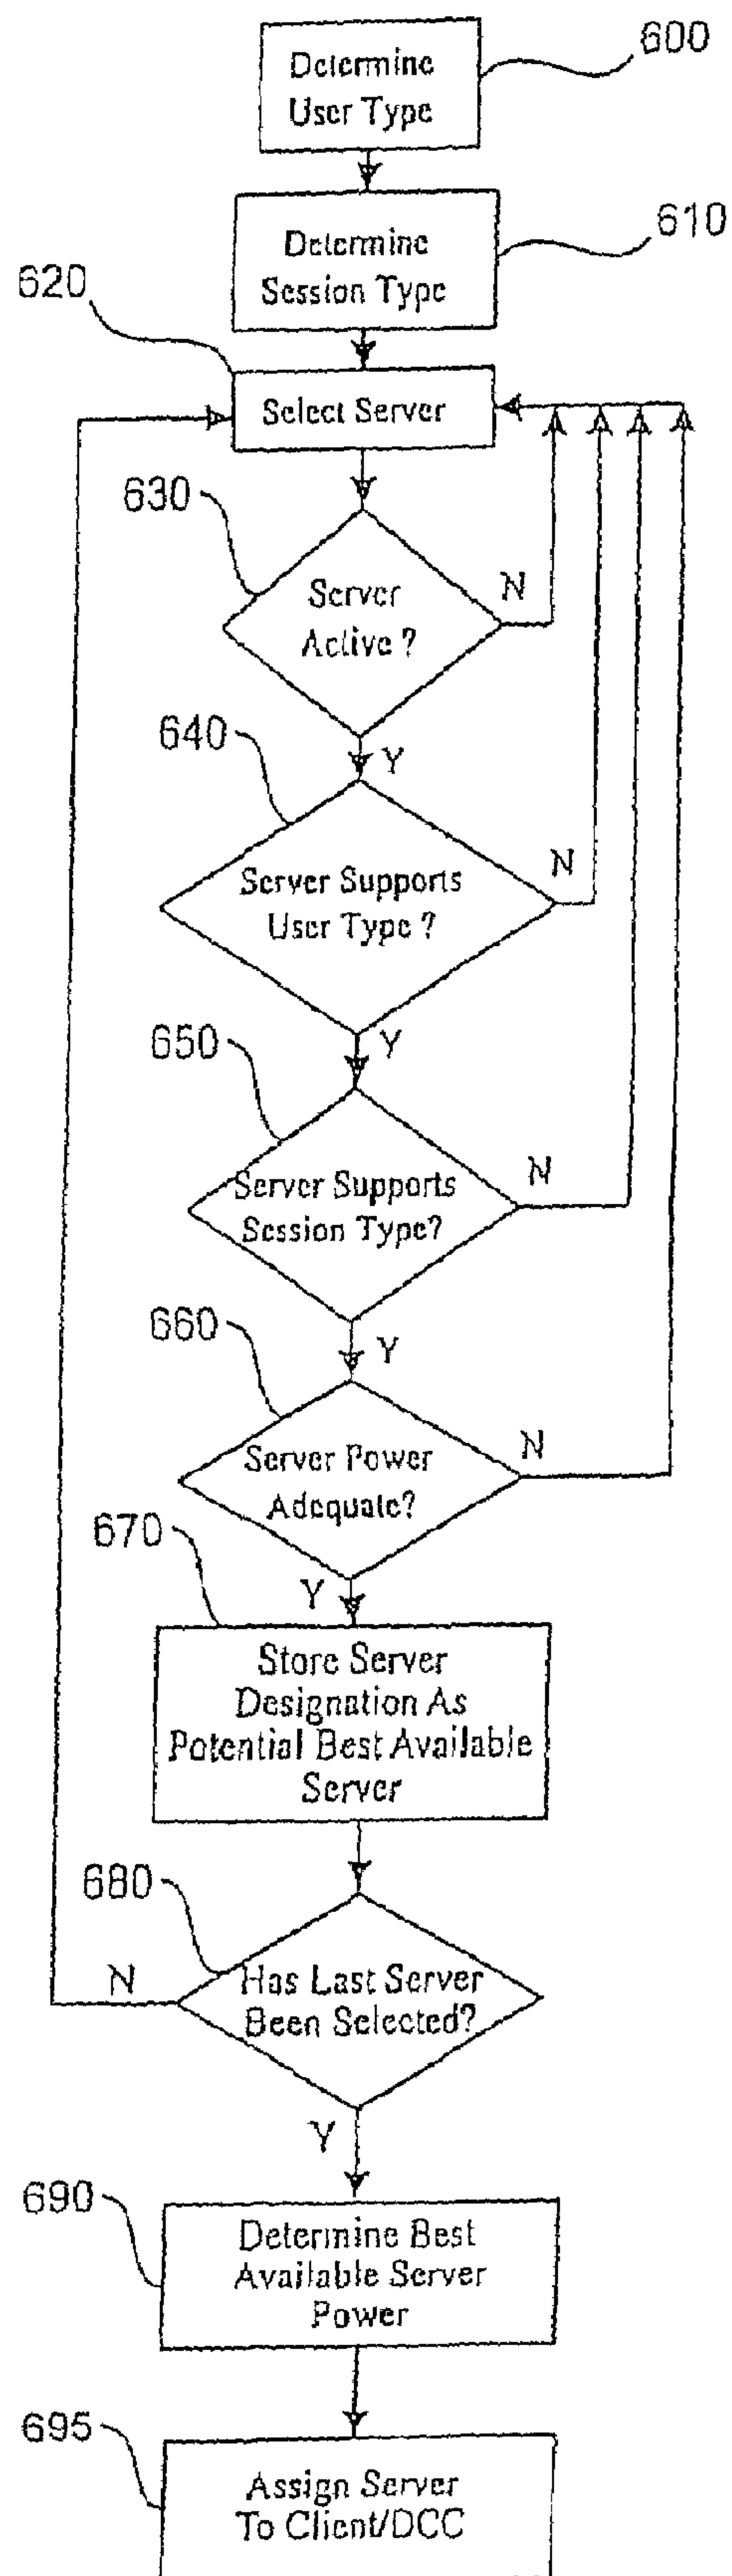 600
Determine
User Type
610
Determine
Session Type
620
Select Server
630
Server
Active ?
N
Y
640
Server Supports
User Type ?
N
Y
650
Server Supports
Session Type?
N
Y
660
Server Power
Adequate?
N
Y
670
Store Server
Designation As
Potential Best Available
Server
680
Has Last Server
Been Selected?
N
Y
690
Determine Best
Available Server
Power
695
Assign Server
To Client/DCC